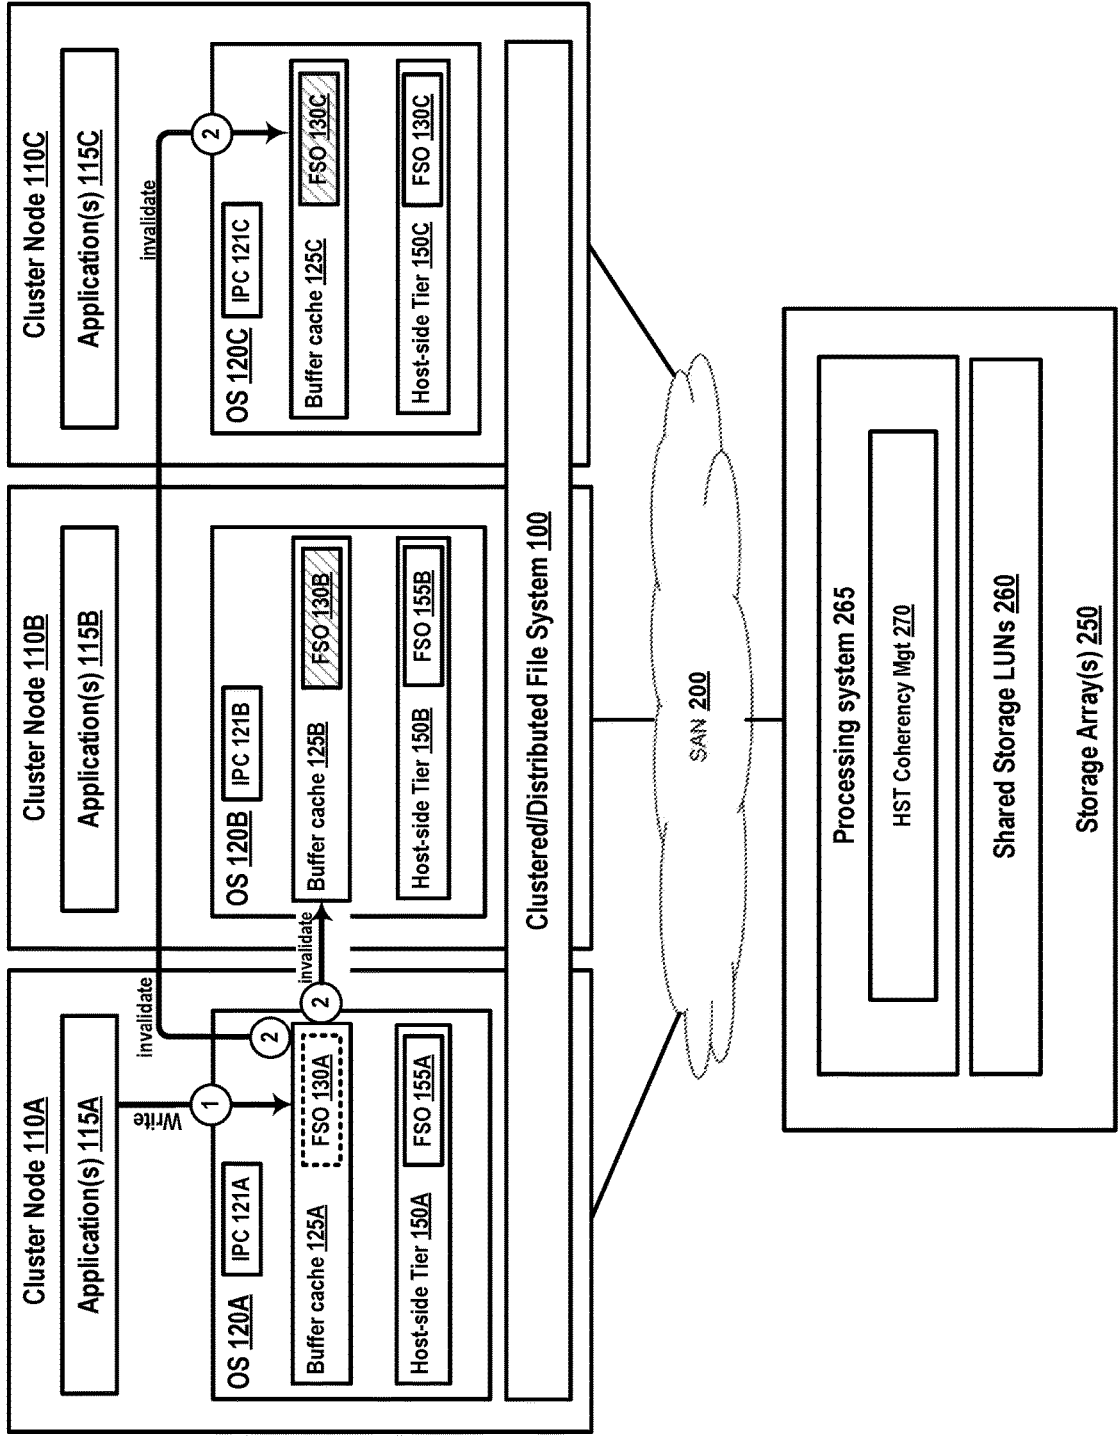 Cluster Node 110A
Application(s) 115A
Write
1
invalidate
2
OS 120A
IPC 121A
Buffer cache 125A
FSO 130A
2
invalidate
Host-side Tier 150A
FSO 155A
Cluster Node 110B
Application(s) 115B
OS 120B
IPC 121B
Buffer cache 125B
FSO 130B
Host-side Tier 150B
FSO 155B
Cluster Node 110C
Application(s) 115C
invalidate
2
OS 120C
IPC 121C
Buffer cache 125C
FSO 130C
Host-side Tier 150C
FSO 130C
Clustered/Distributed File System 100
SAN 200
Processing system 265
HST Coherency Mgt 270
Shared Storage LUNs 260
Storage Array(s) 250